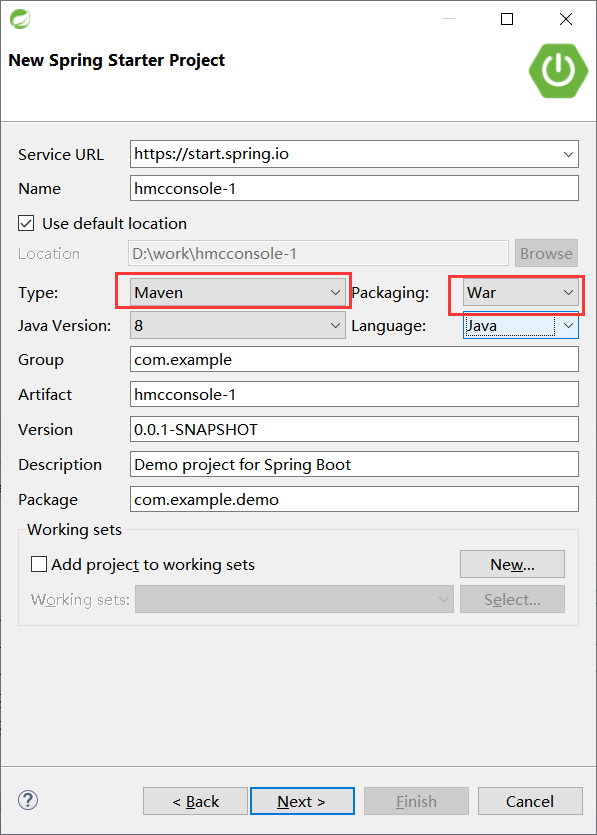 New Spring Starter Project
Service URL https://start.spring.io
Name hmcconsole-1
Use default location
Location D:\work\hmcconsole-1 Browse
Type: Maven Packaging: War
Java Version: 8 Language: Java
Group com.example
Artifact hmcconsole-1
Version 0.0.1-SNAPSHOT
Description Demo project for Spring Boot
Package com.example.demo
Working sets
Add project to working sets New...
Working sets: Select...
? < Back Next > Finish Cancel